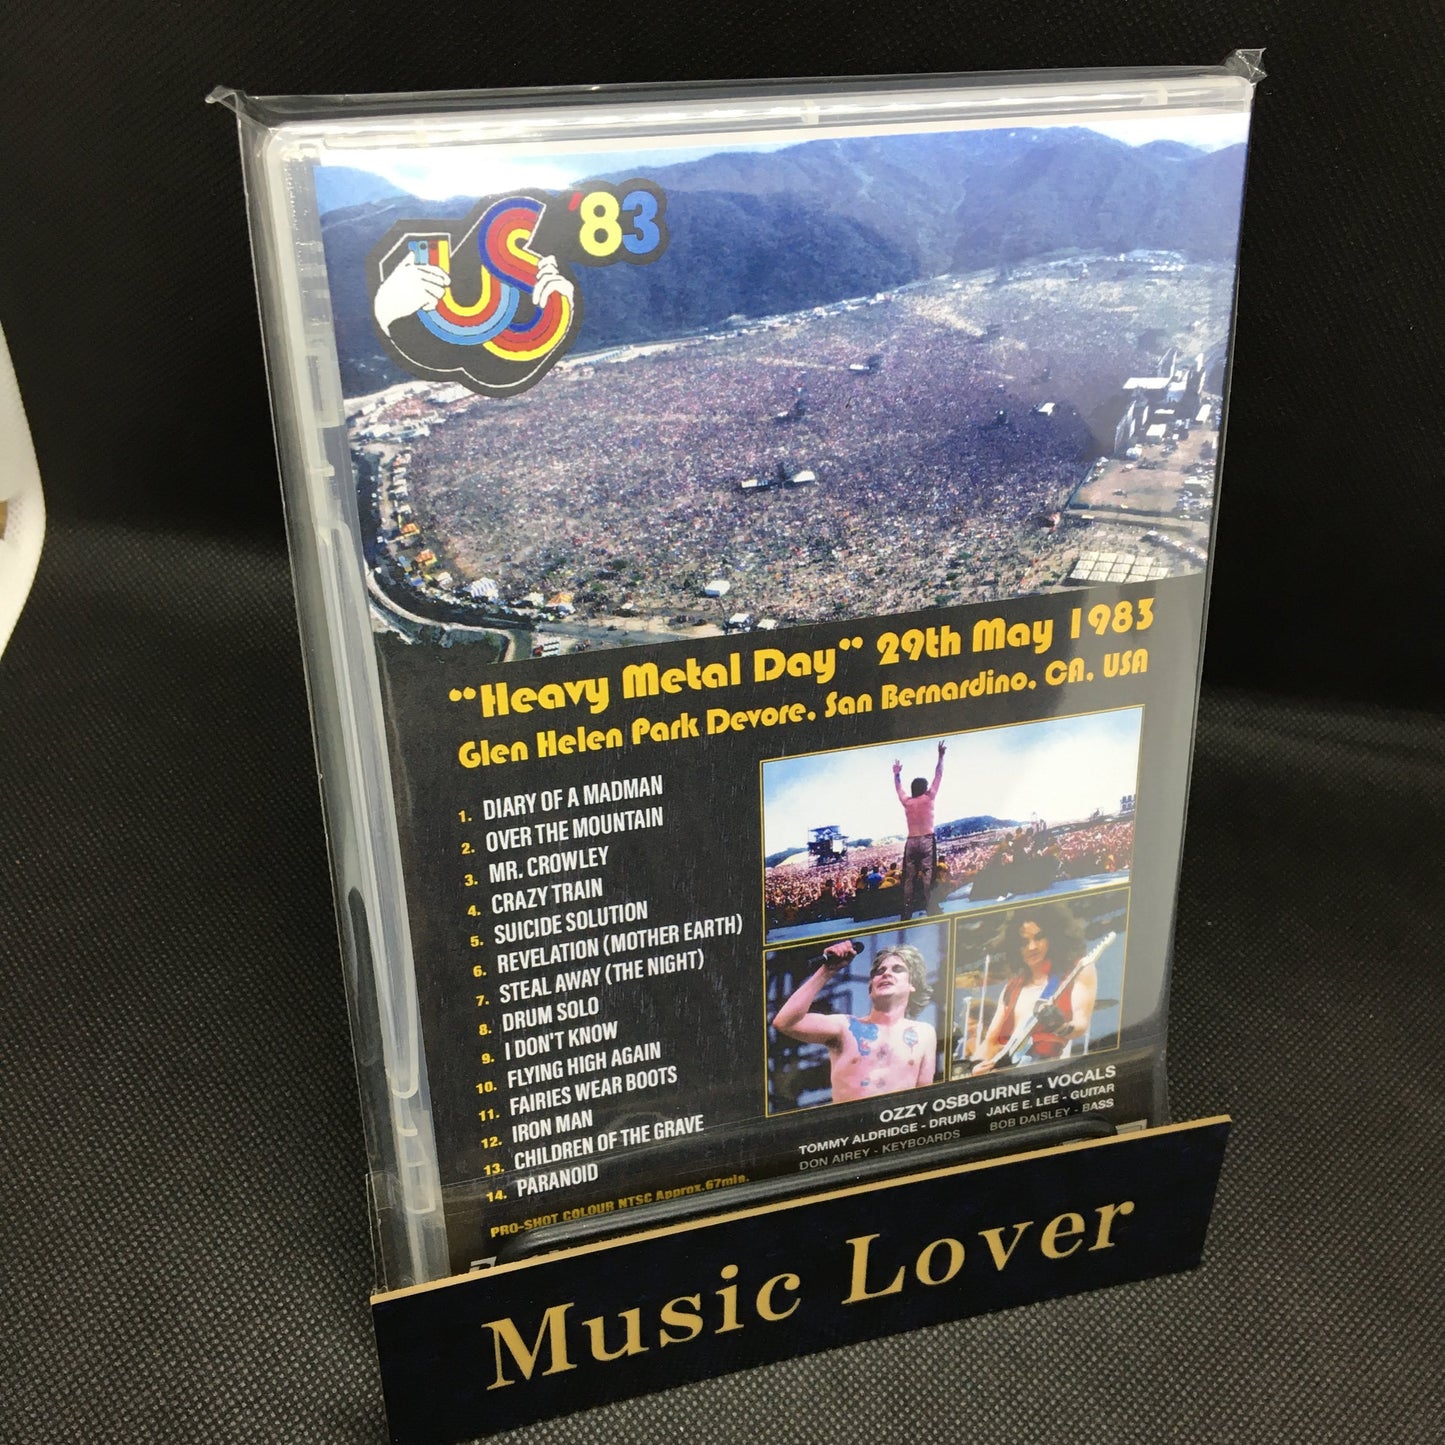 US '83
“Heavy Metal Day” 29th May 1983
Glen Helen Park Devore, San Bernardino, CA, USA
1. DIARY OF A MADMAN
2. OVER THE MOUNTAIN
3. MR. CROWLEY
4. CRAZY TRAIN
5. SUICIDE SOLUTION
6. REVELATION (MOTHER EARTH)
7. STEAL AWAY (THE NIGHT)
8. DRUM SOLO
9. I DON'T KNOW
10. FLYING HIGH AGAIN
11. FAIRIES WEAR BOOTS
12. IRON MAN
13. CHILDREN OF THE GRAVE
14. PARANOID
OZZY OSBOURNE - VOCALS
TOMMY ALDRIDGE - DRUMS JAKE E. LEE - GUITAR
DON AIREY - KEYBOARDS BOB DAISLEY - BASS
PRO-SHOT COLOUR NTSC Approx.67min.
Music Lover